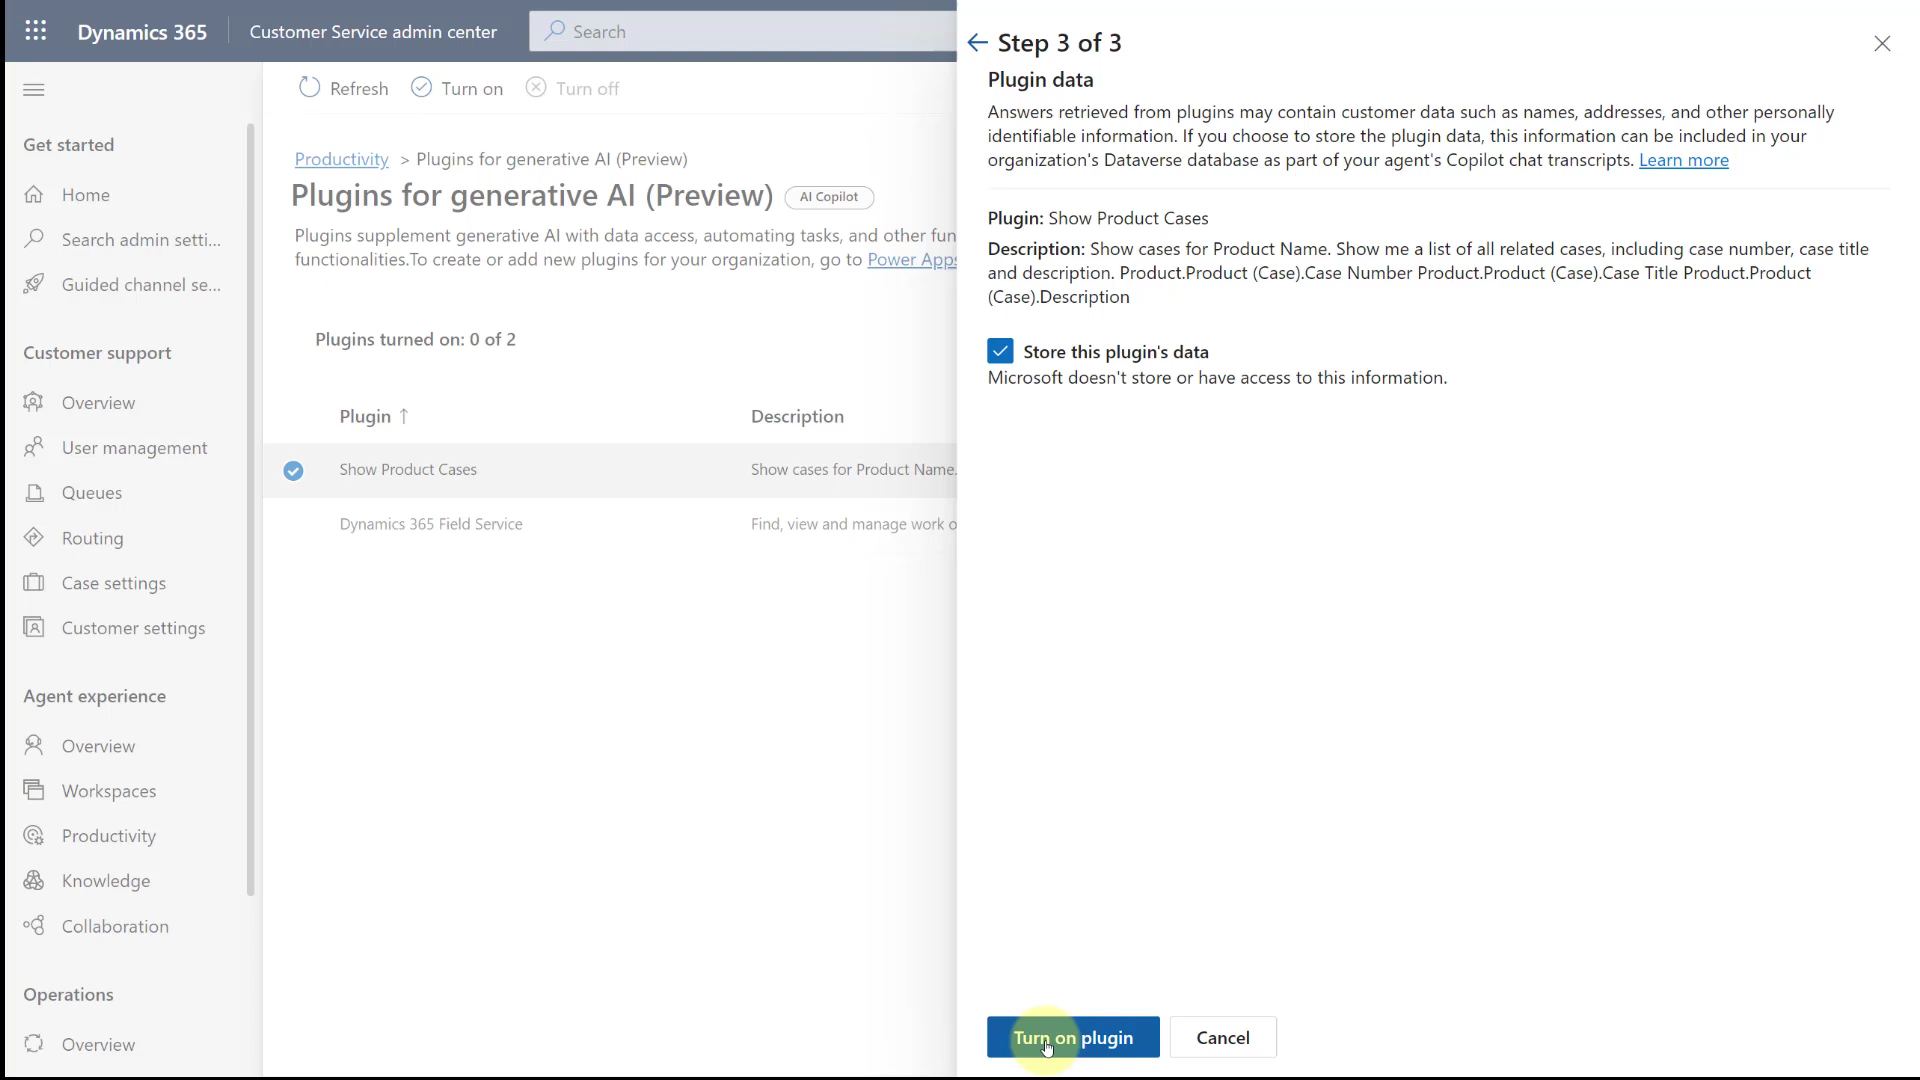 Dynamics 365
Customer Service admin center
Search
Get started
Home
Search admin setti...
Guided channel se...
Customer support
Overview
User management
Queues
Routing
Case settings
Customer settings
Agent experience
Overview
Workspaces
Productivity
Knowledge
Collaboration
Operations
Overview
Refresh
Turn on
Turn off
Productivity > Plugins for generative AI (Preview)
Plugins for generative AI (Preview) AI Copilot
Plugins supplement generative AI with data access, automating tasks, and other fun
functionalities.To create or add new plugins for your organization, go to Power Apps
Plugins turned on: 0 of 2
Plugin ↑ Description
Show Product Cases Show cases for Product Name.
Dynamics 365 Field Service Find, view and manage work o
Step 3 of 3
Plugin data
Answers retrieved from plugins may contain customer data such as names, addresses, and other personally
identifiable information. If you choose to store the plugin data, this information can be included in your
organization's Dataverse database as part of your agent's Copilot chat transcripts. Learn more
Plugin: Show Product Cases
Description: Show cases for Product Name. Show me a list of all related cases, including case number, case title
and description. Product.Product (Case).Case Number Product.Product (Case).Case Title Product.Product
(Case).Description
Store this plugin's data
Microsoft doesn't store or have access to this information.
Turn on plugin
Cancel